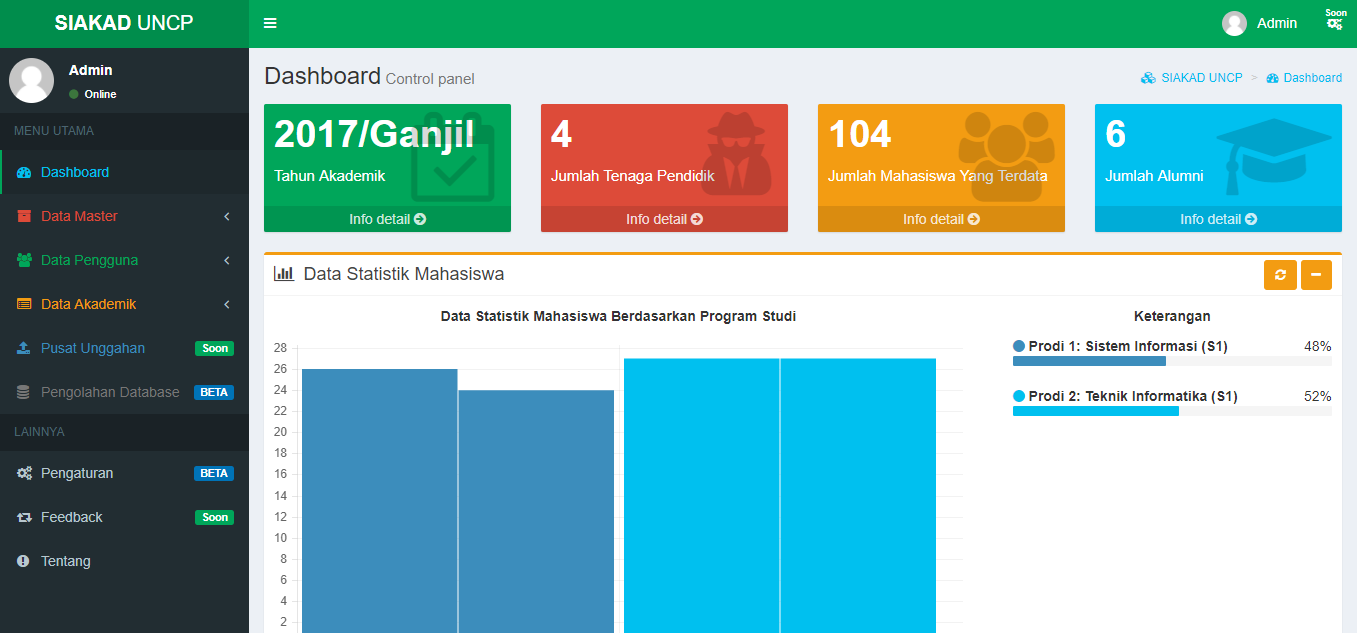 SIAKAD UNCP
Admin
Soon
Admin
Online
MENU UTAMA
Dashboard
Data Master
Data Pengguna
Data Akademik
Pusat Unggahan Soon
Pengolahan Database BETA
LAINNYA
Pengaturan BETA
Feedback Soon
Tentang
Dashboard Control panel
SIAKAD UNCP > Dashboard
2017/Ganjil
Tahun Akademik
Info detail
4
Jumlah Tenaga Pendidik
Info detail
104
Jumlah Mahasiswa Yang Terdata
Info detail
6
Jumlah Alumni
Info detail
Data Statistik Mahasiswa
Data Statistik Mahasiswa Berdasarkan Program Studi
28
26
24
22
20
18
16
14
12
10
8
6
4
2
Keterangan
Prodi 1: Sistem Informasi (S1) 48%
Prodi 2: Teknik Informatika (S1) 52%